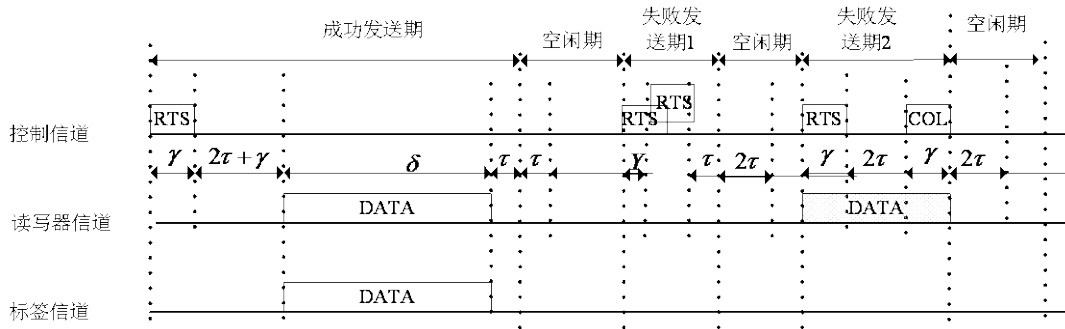 成功发送期
空闲期
失败发
送期1
空闲期
失败发
送期2
空闲期
控制信道
RTS
RTS
RTS
RTS
COL
γ
2τ+γ
δ
τ
τ
Y
τ
2τ
γ
2τ
γ
2τ
读写器信道
DATA
DATA
标签信道
DATA